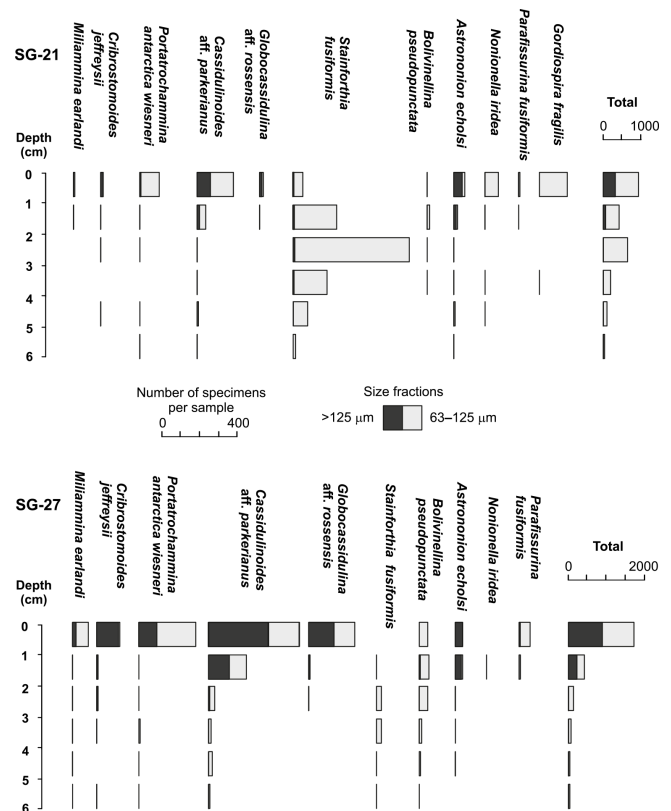 SG-21
Miliammina earlandi
Cribrostomoides
jeffreysii
Portatrochammina
antarctica wiesneri
Cassidulinoides
aff. parkerianus
Globocassidulina
aff. rossensis
Stainforthia
fusiformis
Bolivinellina
pseudopunctata
Astrononion echolsi
Nonionella iridea
Parafissurina fusiformis
Gordiospira fragilis
Total
0 1000
Depth
(cm)
0
1
2
3
4
5
6
Number of specimens
per sample
0 400
Size fractions
>125 μm 63–125 μm
SG-27
Miliammina earlandi
Cribrostomoides
jeffreysii
Portatrochammina
antarctica wiesneri
Cassidulinoides
aff. parkerianus
Globocassidulina
aff. rossensis
Stainforthia fusiformis
Bolivinellina
pseudopunctata
Astrononion echolsi
Nonionella iridea
Parafissurina
fusiformis
Total
0 2000
Depth
(cm)
0
1
2
3
4
5
6